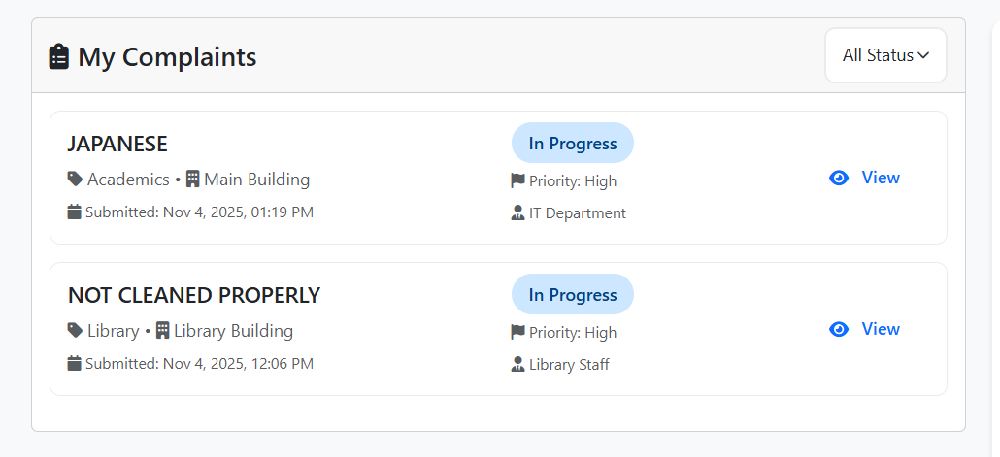 My Complaints
All Status
JAPANESE
In Progress
Academics • Main Building
Priority: High
View
Submitted: Nov 4, 2025, 01:19 PM
IT Department
NOT CLEANED PROPERLY
In Progress
Library • Library Building
Priority: High
View
Submitted: Nov 4, 2025, 12:06 PM
Library Staff